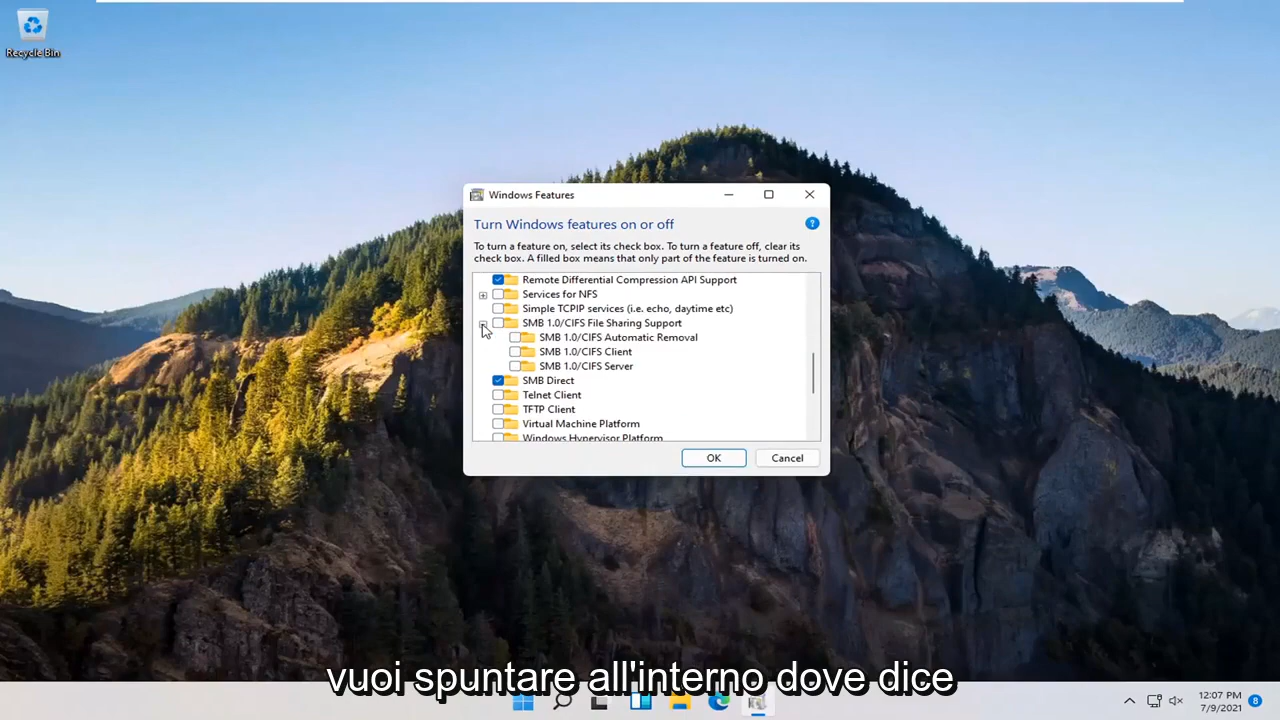 Recycle Bin
Windows Features
Turn Windows features on or off
To turn a feature on, select its check box. To turn a feature off, clear its
check box. A filled box means that only part of the feature is turned on.
Remote Differential Compression API Support
Services for NFS
Simple TCPIP services (i.e. echo, daytime etc)
SMB 1.0/CIFS File Sharing Support
SMB 1.0/CIFS Automatic Removal
SMB 1.0/CIFS Client
SMB 1.0/CIFS Server
SMB Direct
Telnet Client
TFTP Client
Virtual Machine Platform
Windows Hypervisor Platform
OK Cancel
vuoi spuntare all'interno dove dice
12:07 PM
7/9/2021
8